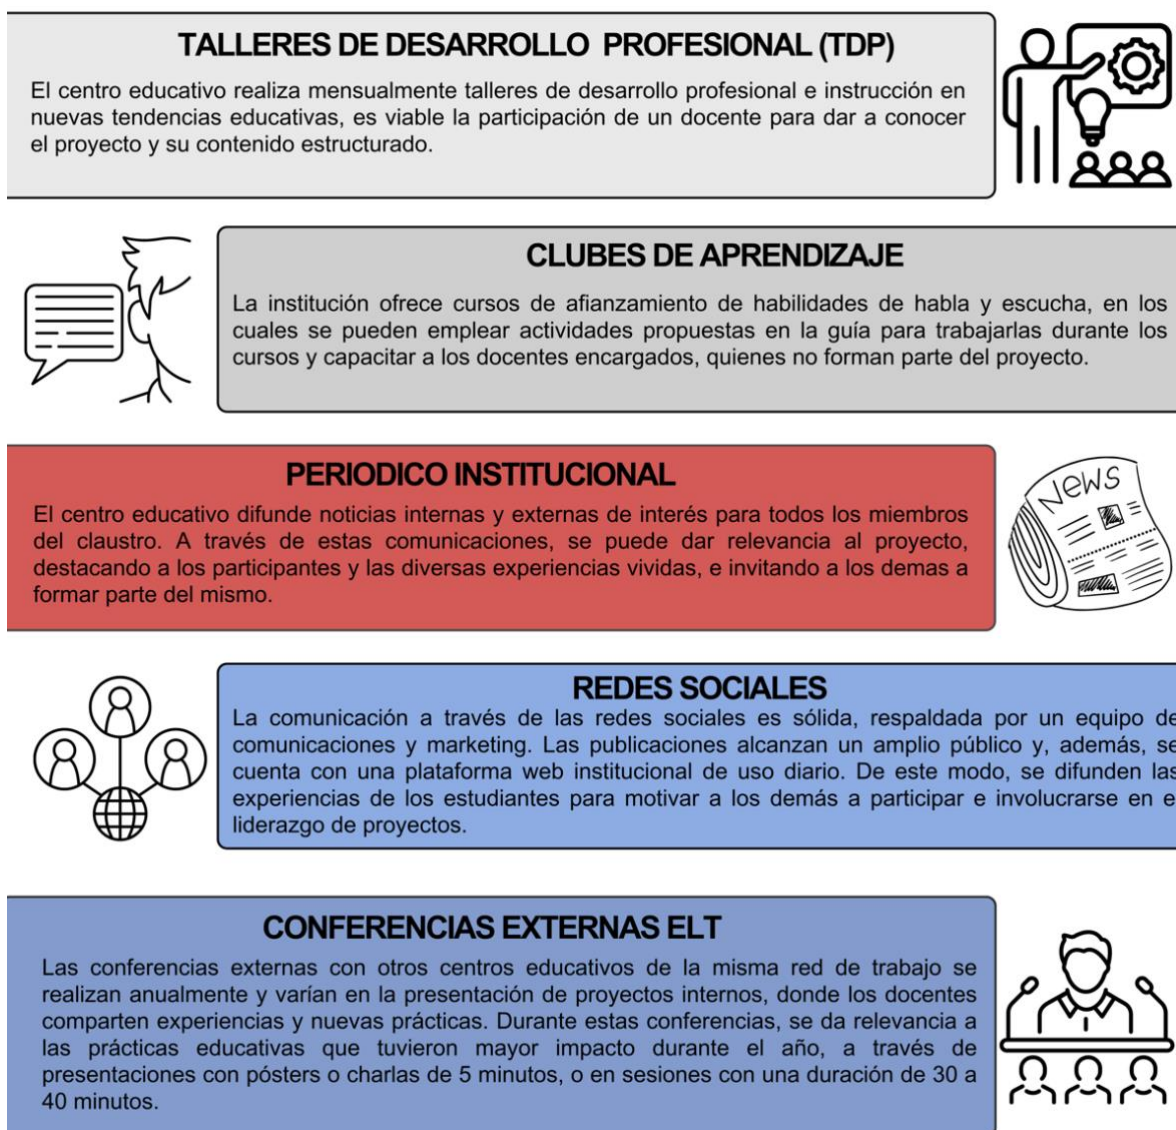 TALLERES DE DESARROLLO PROFESIONAL (TDP)
El centro educativo realiza mensualmente talleres de desarrollo profesional e instrucción en
nuevas tendencias educativas, es viable la participación de un docente para dar a conocer
el proyecto y su contenido estructurado.
CLUBES DE APRENDIZAJE
La institución ofrece cursos de afianzamiento de habilidades de habla y escucha, en los
cuales se pueden emplear actividades propuestas en la guía para trabajarlas durante los
cursos y capacitar a los docentes encargados, quienes no forman parte del proyecto.
PERIODICO INSTITUCIONAL
El centro educativo difunde noticias internas y externas de interés para todos los miembros
del claustro. A través de estas comunicaciones, se puede dar relevancia al proyecto,
destacando a los participantes y las diversas experiencias vividas, e invitando a los demas a
formar parte del mismo.
NEWS
REDES SOCIALES
La comunicación a través de las redes sociales es sólida, respaldada por un equipo de
comunicaciones y marketing. Las publicaciones alcanzan un amplio público y, además, se
cuenta con una plataforma web institucional de uso diario. De este modo, se difunden las
experiencias de los estudiantes para motivar a los demás a participar e involucrarse en e
liderazgo de proyectos.
CONFERENCIAS EXTERNAS ELT
Las conferencias externas con otros centros educativos de la misma red de trabajo se
realizan anualmente y varían en la presentación de proyectos internos, donde los docentes
comparten experiencias y nuevas prácticas. Durante estas conferencias, se da relevancia a
las prácticas educativas que tuvieron mayor impacto durante el año, a través de
presentaciones con pósters o charlas de 5 minutos, o en sesiones con una duración de 30 a
40 minutos.